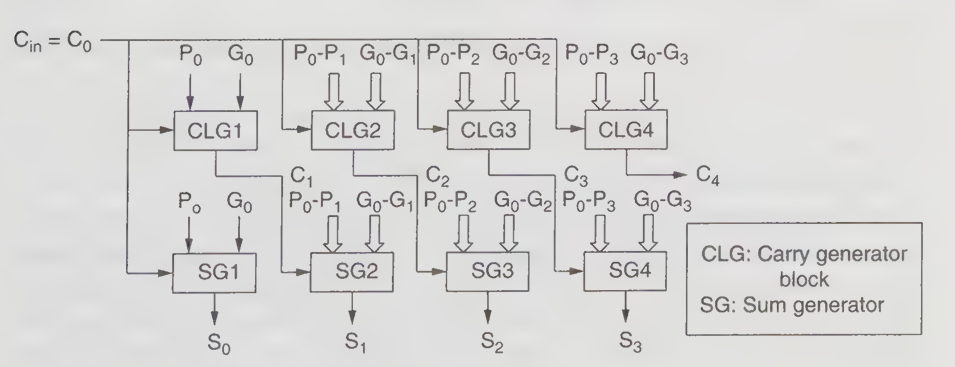 C_in = C_0
P_0 G_0 P_0-P_1 G_0-G_1 P_0-P_2 G_0-G_2 P_0-P_3 G_0-G_3
CLG1 CLG2 CLG3 CLG4
C_1 C_2 C_3 C_4
P_o G_0 P_0-P_1 G_0-G_1 P_0-P_2 G_0-G_2 P_0-P_3 G_0-G_3
SG1 SG2 SG3 SG4
S_0 S_1 S_2 S_3
CLG: Carry generator
block
SG: Sum generator